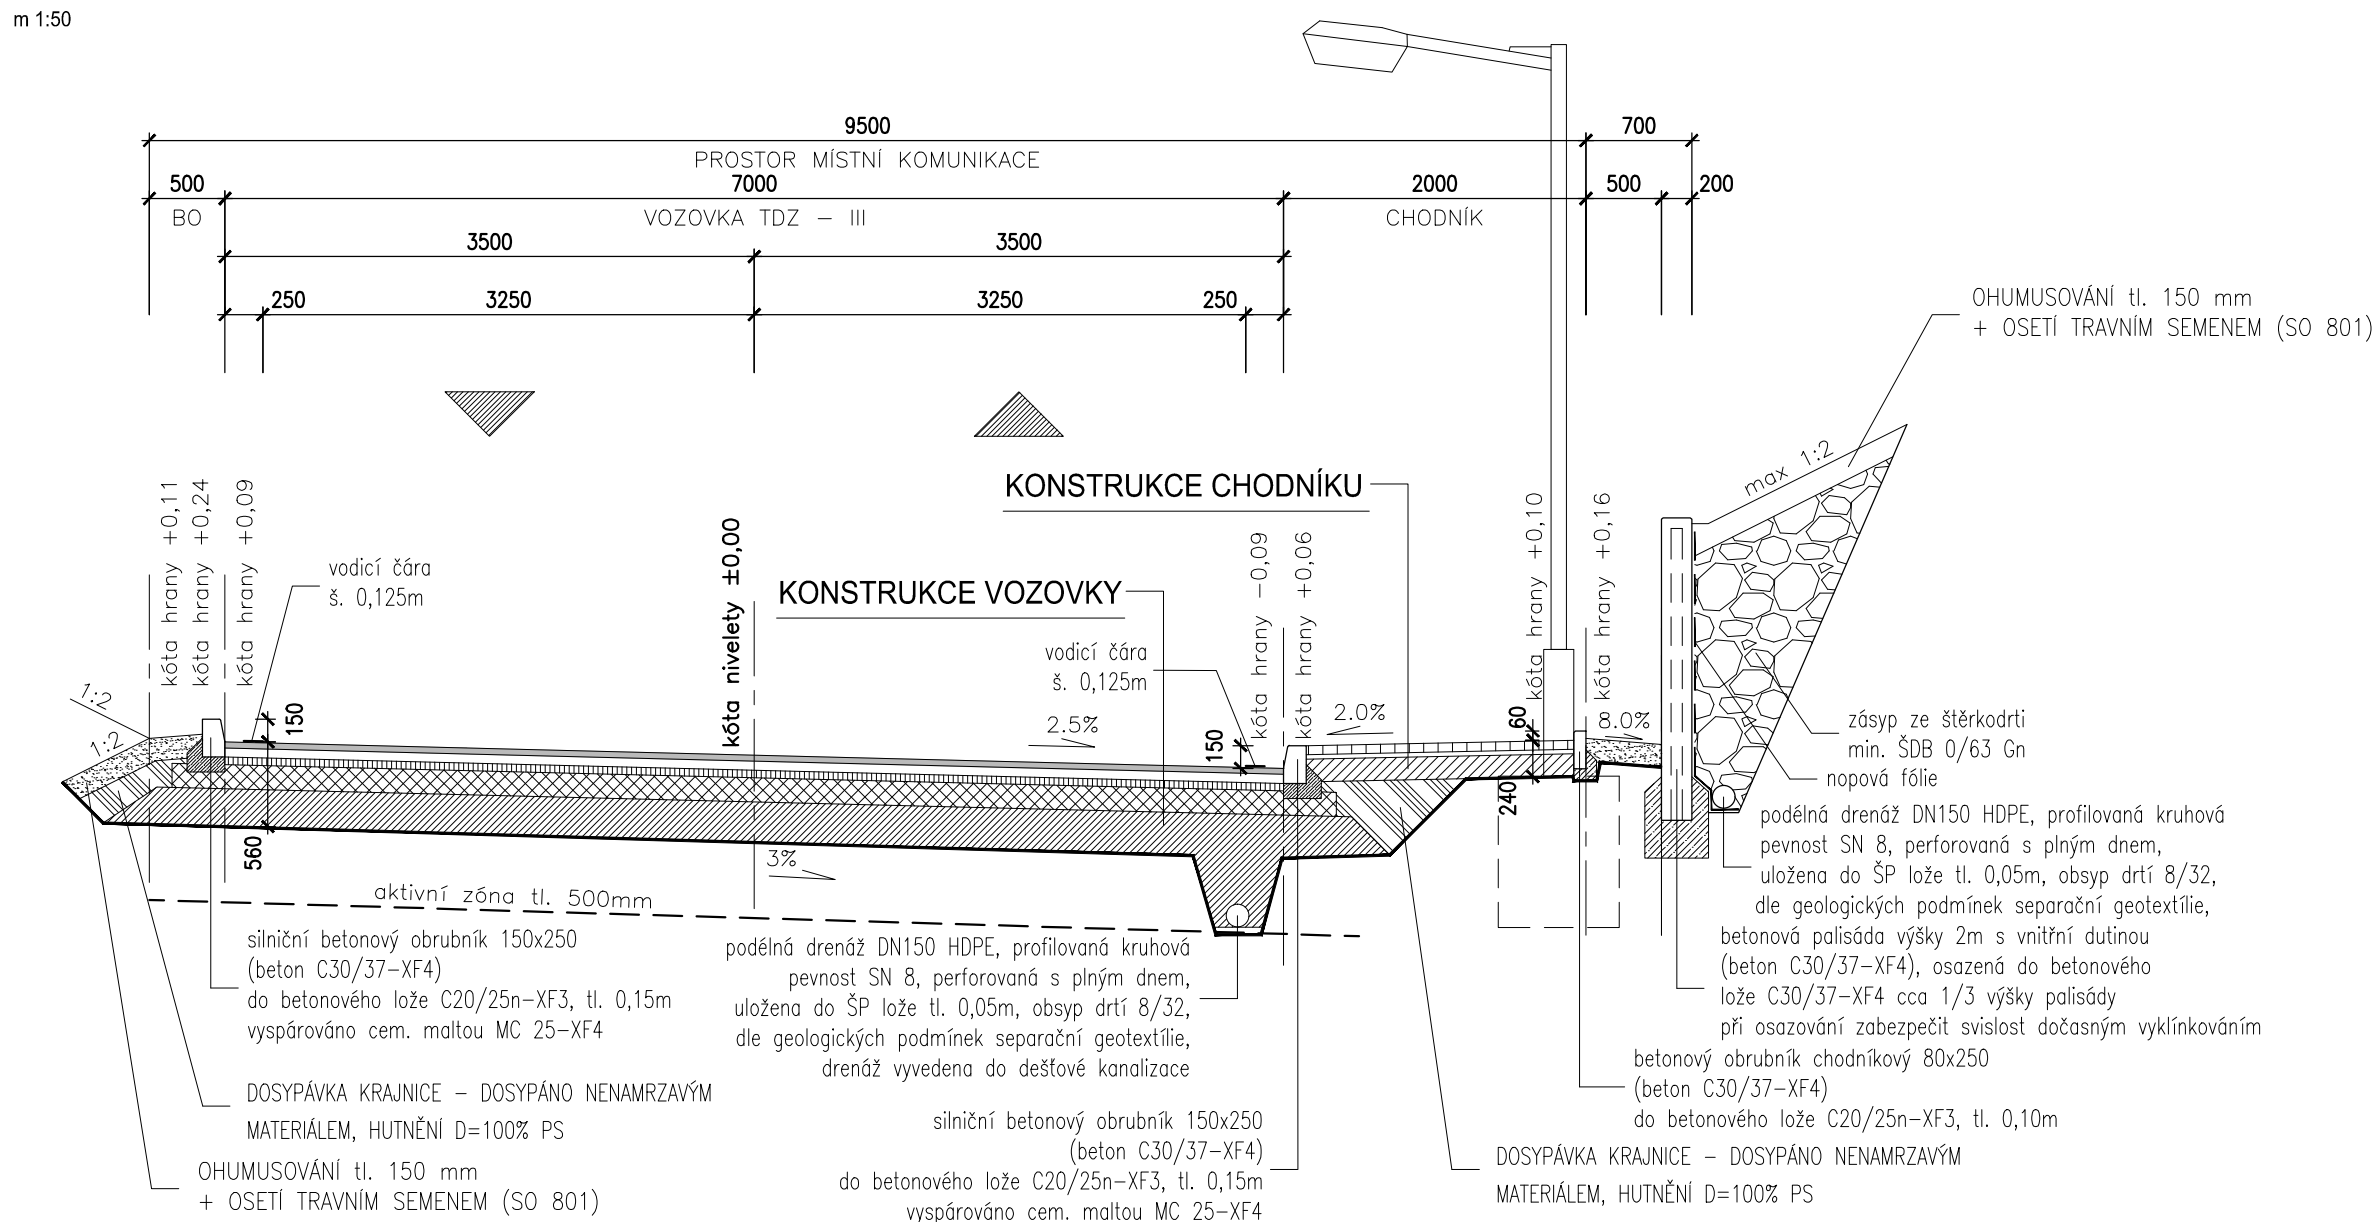 m 1:50
9500
700
PROSTOR MÍSTNÍ KOMUNIKACE
500
7000
2000
500
200
BO
VOZOVKA TDZ – III
CHODNÍK
3500
3500
250
3250
3250
250
OHUMUSOVÁNÍ tl. 150 mm
+ OSETÍ TRAVNÍM SEMENEM (SO 801)
max 1:2
KONSTRUKCE CHODNÍKU
kóta hrany +0,11
kóta hrany +0,24
kóta hrany +0,09
kóta nivelety ±0,00
kóta hrany –0,09
kóta hrany +0,06
kóta hrany +0,10
kóta hrany +0,16
vodicí čára
š. 0,125m
KONSTRUKCE VOZOVKY
vodicí čára
š. 0,125m
1:2
1:2
150
2.5%
150
2.0%
60
8.0%
240
560
3%
aktivní zóna tl. 500mm
zásyp ze štěrkodrti
min. ŠDB 0/63 Gn
nopová fólie
podélná drenáž DN150 HDPE, profilovaná kruhová
pevnost SN 8, perforovaná s plným dnem,
uložena do ŠP lože tl. 0,05m, obsyp drtí 8/32,
dle geologických podmínek separační geotextílie,
betonová palisáda výšky 2m s vnitřní dutinou
(beton C30/37–XF4), osazená do betonového
lože C30/37–XF4 cca 1/3 výšky palisády
při osazování zabezpečit svislost dočasným vyklínkováním
silniční betonový obrubník 150x250
(beton C30/37–XF4)
do betonového lože C20/25n–XF3, tl. 0,15m
vyspárováno cem. maltou MC 25–XF4
podélná drenáž DN150 HDPE, profilovaná kruhová
pevnost SN 8, perforovaná s plným dnem,
uložena do ŠP lože tl. 0,05m, obsyp drtí 8/32,
dle geologických podmínek separační geotextílie,
drenáž vyvedena do dešťové kanalizace
betonový obrubník chodníkový 80x250
(beton C30/37–XF4)
do betonového lože C20/25n–XF3, tl. 0,10m
DOSYPÁVKA KRAJNICE – DOSYPÁNO NENAMRZAVÝM
MATERIÁLEM, HUTNĚNÍ D=100% PS
silniční betonový obrubník 150x250
(beton C30/37–XF4)
do betonového lože C20/25n–XF3, tl. 0,15m
vyspárováno cem. maltou MC 25–XF4
DOSYPÁVKA KRAJNICE – DOSYPÁNO NENAMRZAVÝM
MATERIÁLEM, HUTNĚNÍ D=100% PS
OHUMUSOVÁNÍ tl. 150 mm
+ OSETÍ TRAVNÍM SEMENEM (SO 801)